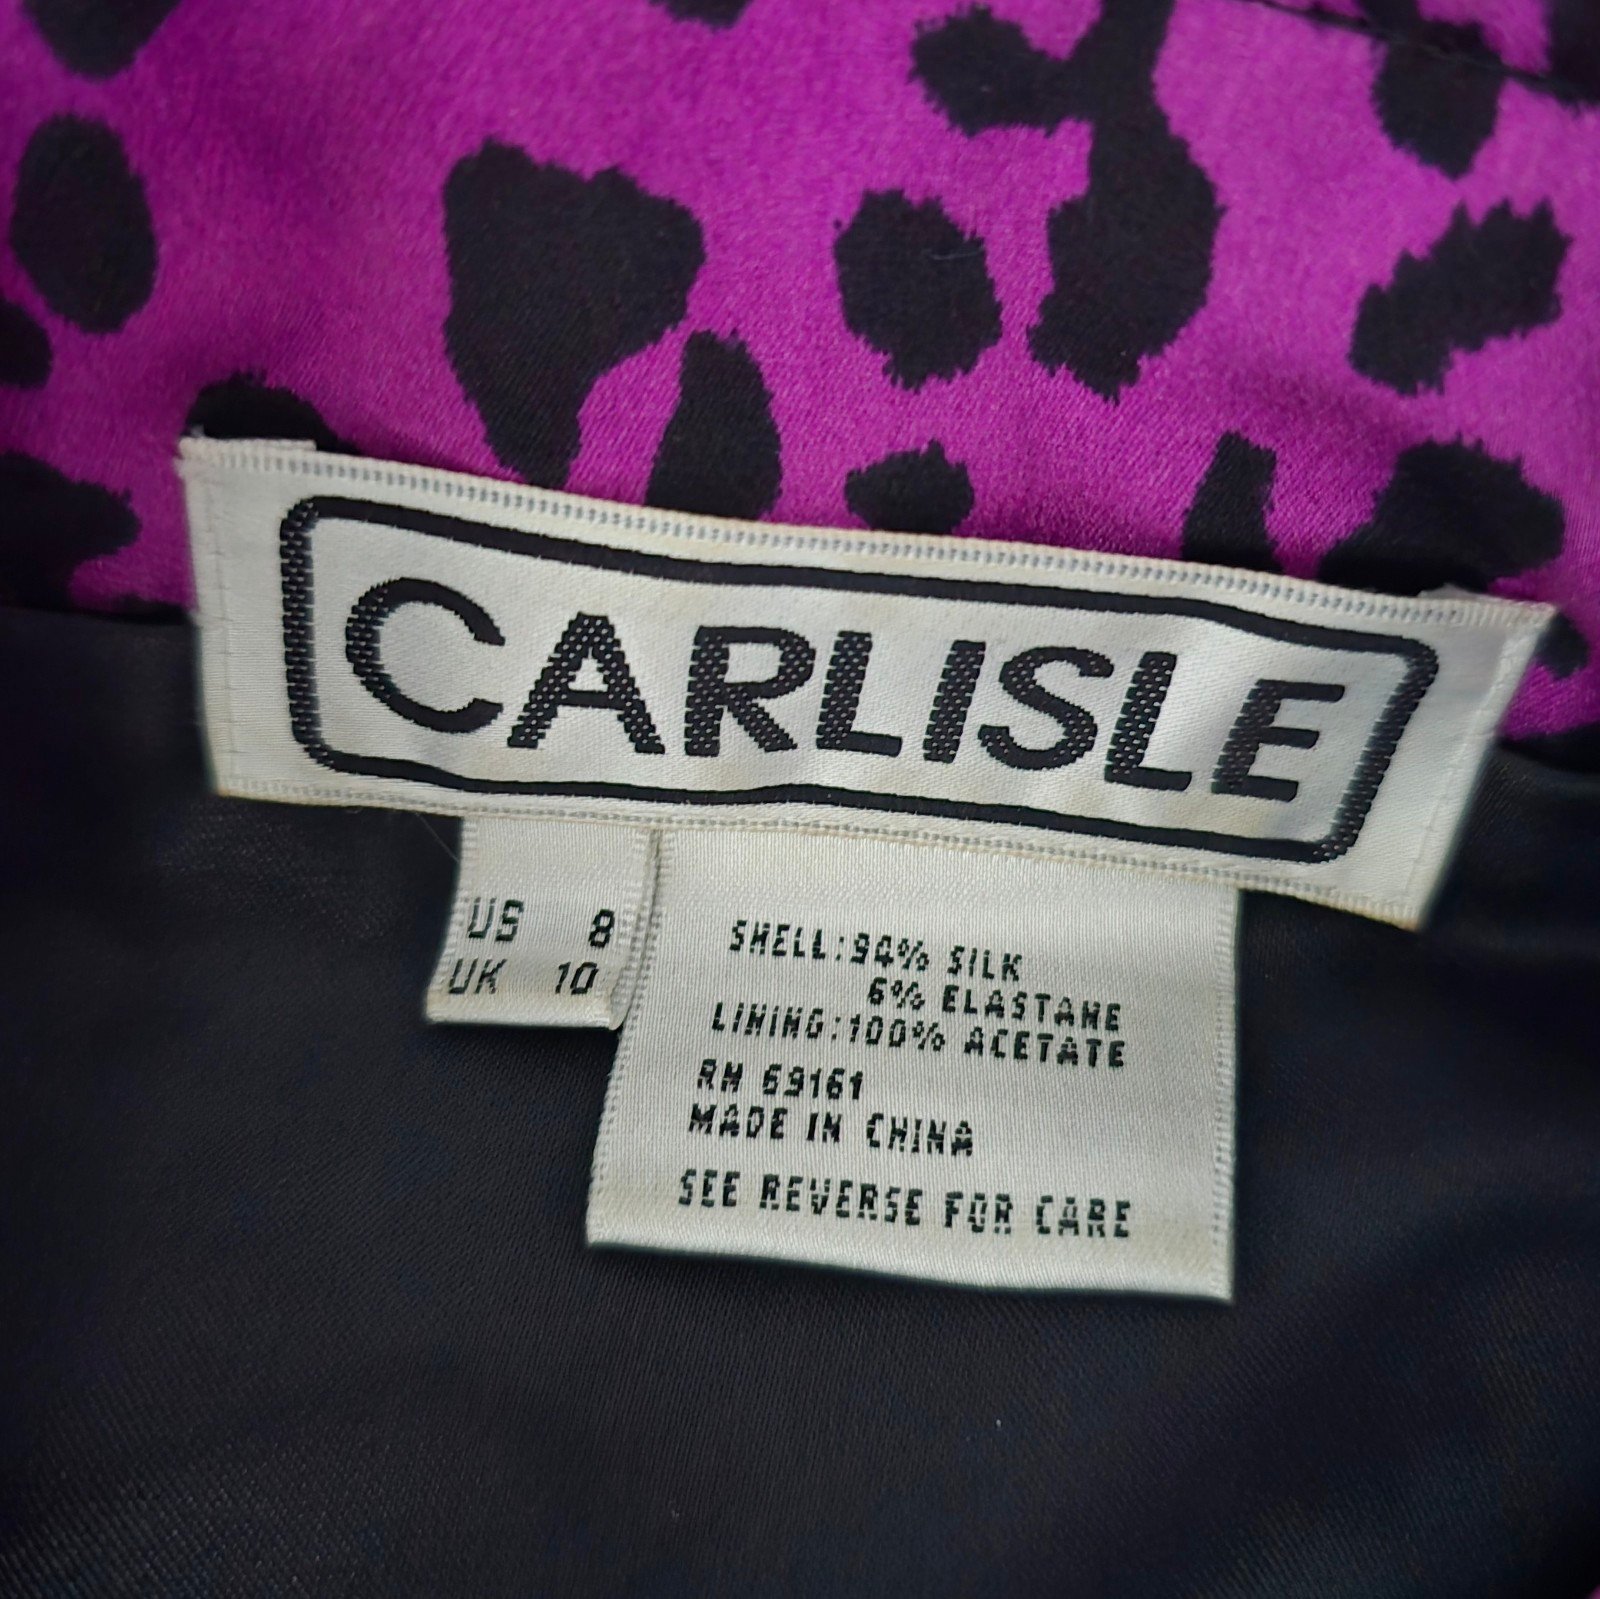 CARLISLE
US 8
UK 10
SHELL:94% SILK
6% ELASTANE
LINING:100% ACETATE
RN 69161
MADE IN CHINA
SEE REVERSE FOR CARE